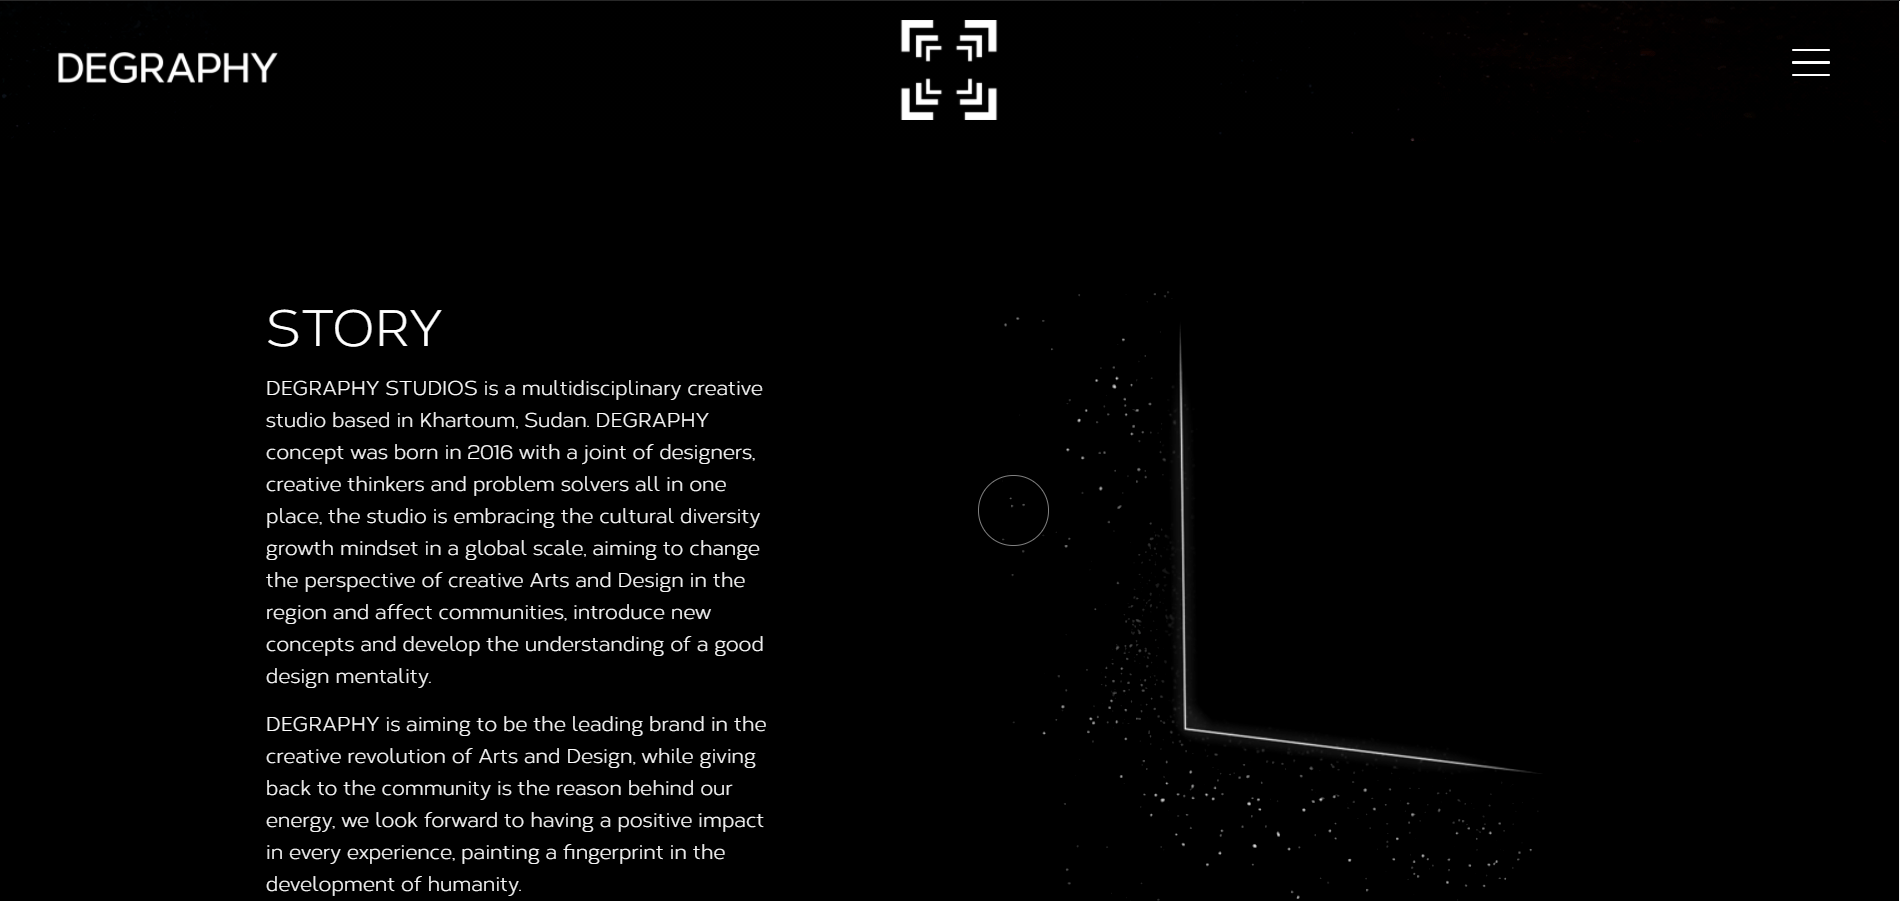 DEGRAPHY
STORY
DEGRAPHY STUDIOS is a multidisciplinary creative
studio based in Khartoum, Sudan. DEGRAPHY
concept was born in 2016 with a joint of designers,
creative thinkers and problem solvers all in one
place, the studio is embracing the cultural diversity
growth mindset in a global scale, aiming to change
the perspective of creative Arts and Design in the
region and affect communities, introduce new
concepts and develop the understanding of a good
design mentality.
DEGRAPHY is aiming to be the leading brand in the
creative revolution of Arts and Design, while giving
back to the community is the reason behind our
energy, we look forward to having a positive impact
in every experience, painting a fingerprint in the
development of humanity.